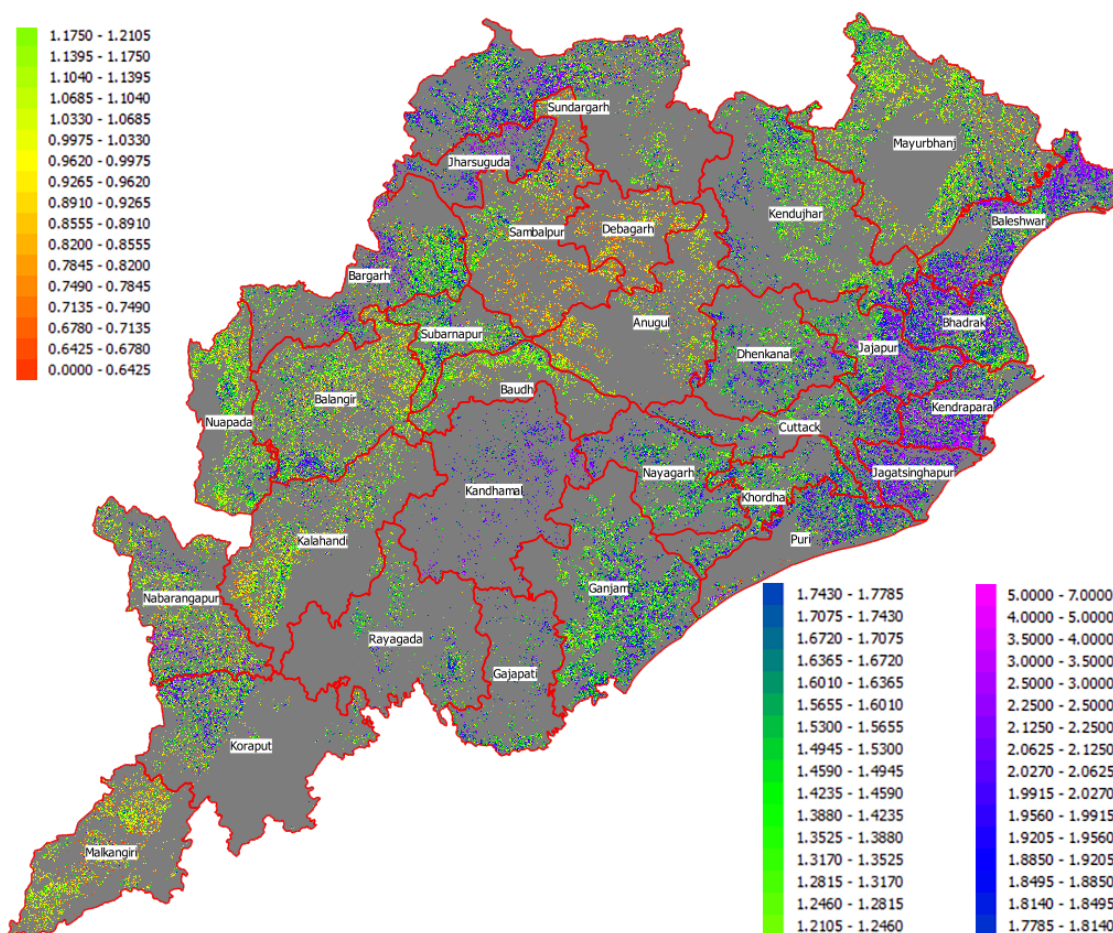 1.1750 - 1.2105
1.1395 - 1.1750
1.1040 - 1.1395
1.0685 - 1.1040
1.0330 - 1.0685
0.9975 - 1.0330
0.9620 - 0.9975
0.9265 - 0.9620
0.8910 - 0.9265
0.8555 - 0.8910
0.8200 - 0.8555
0.7845 - 0.8200
0.7490 - 0.7845
0.7135 - 0.7490
0.6780 - 0.7135
0.6425 - 0.6780
0.0000 - 0.6425
Sundargarh
Mayurbhanj
Jharsuguda
Kendujhar
Baleshwar
Sambalpur
Debagarh
Bargarh
Anugul
Bhadrak
Subarnapur
Dhenkanal
Jajapur
Balangir
Baudh
Kendrapara
Nuapada
Cuttack
Nayagarh
Jagatsinghapur
Kandhamal
Khordha
Kalahandi
Puri
Nabarangapur
Ganjam
Rayagada
Gajapati
Koraput
Malkangiri
1.7430 - 1.7785
1.7075 - 1.7430
1.6720 - 1.7075
1.6365 - 1.6720
1.6010 - 1.6365
1.5655 - 1.6010
1.5300 - 1.5655
1.4945 - 1.5300
1.4590 - 1.4945
1.4235 - 1.4590
1.3880 - 1.4235
1.3525 - 1.3880
1.3170 - 1.3525
1.2815 - 1.3170
1.2460 - 1.2815
1.2105 - 1.2460
5.0000 - 7.0000
4.0000 - 5.0000
3.5000 - 4.0000
3.0000 - 3.5000
2.5000 - 3.0000
2.2500 - 2.5000
2.1250 - 2.2500
2.0625 - 2.1250
2.0270 - 2.0625
1.9915 - 2.0270
1.9560 - 1.9915
1.9205 - 1.9560
1.8850 - 1.9205
1.8495 - 1.8850
1.8140 - 1.8495
1.7785 - 1.8140